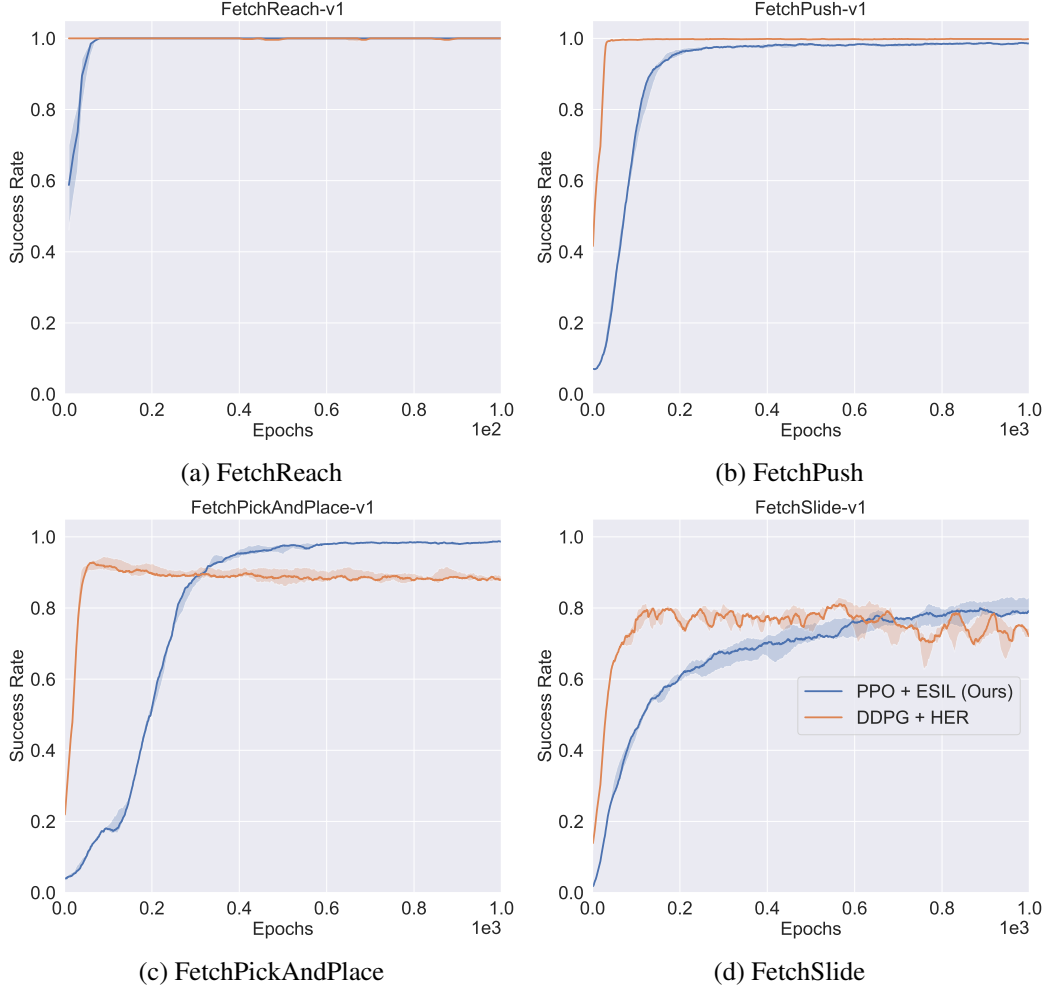 FetchReach-v1
Success Rate
1.0
0.8
0.6
0.4
0.2
0.0
0.0 0.2 0.4 0.6 0.8 1.0
Epochs 1e2
(a) FetchReach
FetchPush-v1
Success Rate
1.0
0.8
0.6
0.4
0.2
0.0
0.0 0.2 0.4 0.6 0.8 1.0
Epochs 1e3
(b) FetchPush
FetchPickAndPlace-v1
Success Rate
1.0
0.8
0.6
0.4
0.2
0.0
0.0 0.2 0.4 0.6 0.8 1.0
Epochs 1e3
(c) FetchPickAndPlace
FetchSlide-v1
Success Rate
1.0
0.8
0.6
0.4
0.2
0.0
PPO + ESIL (Ours)
DDPG + HER
0.0 0.2 0.4 0.6 0.8 1.0
Epochs 1e3
(d) FetchSlide